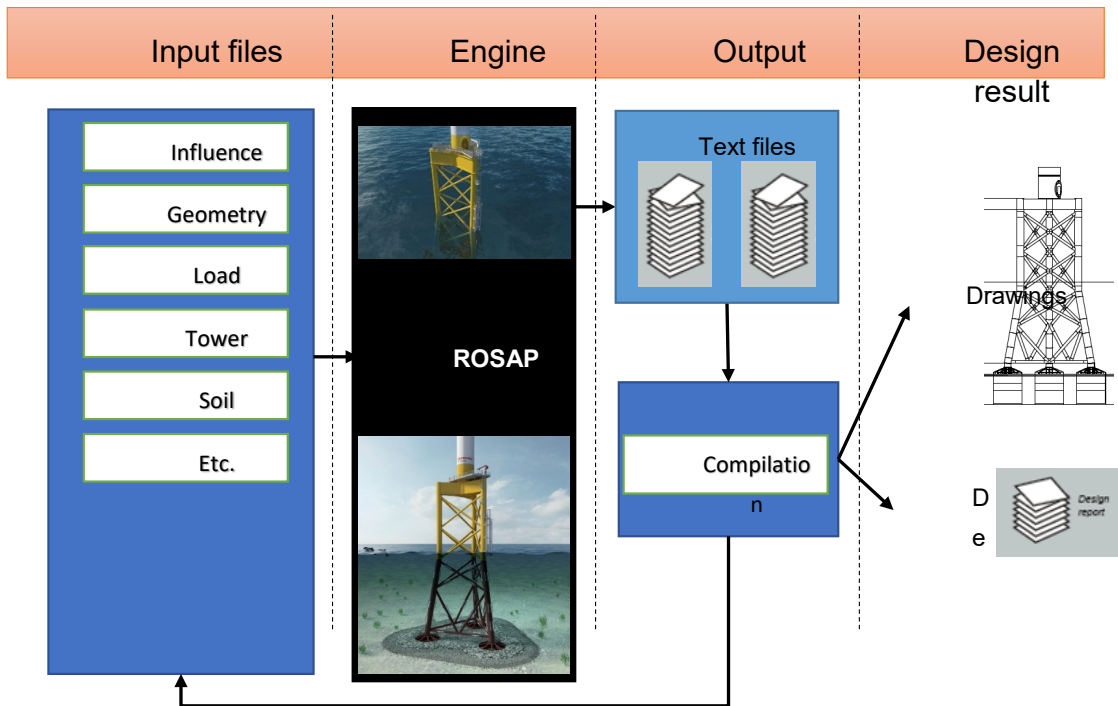 Input files
Engine
Output
Design
result
Influence
Geometry
Load
Tower
Soil
Etc.
ROSAP
Text files
Compilatio
n
Drawings
D
e
Design
report